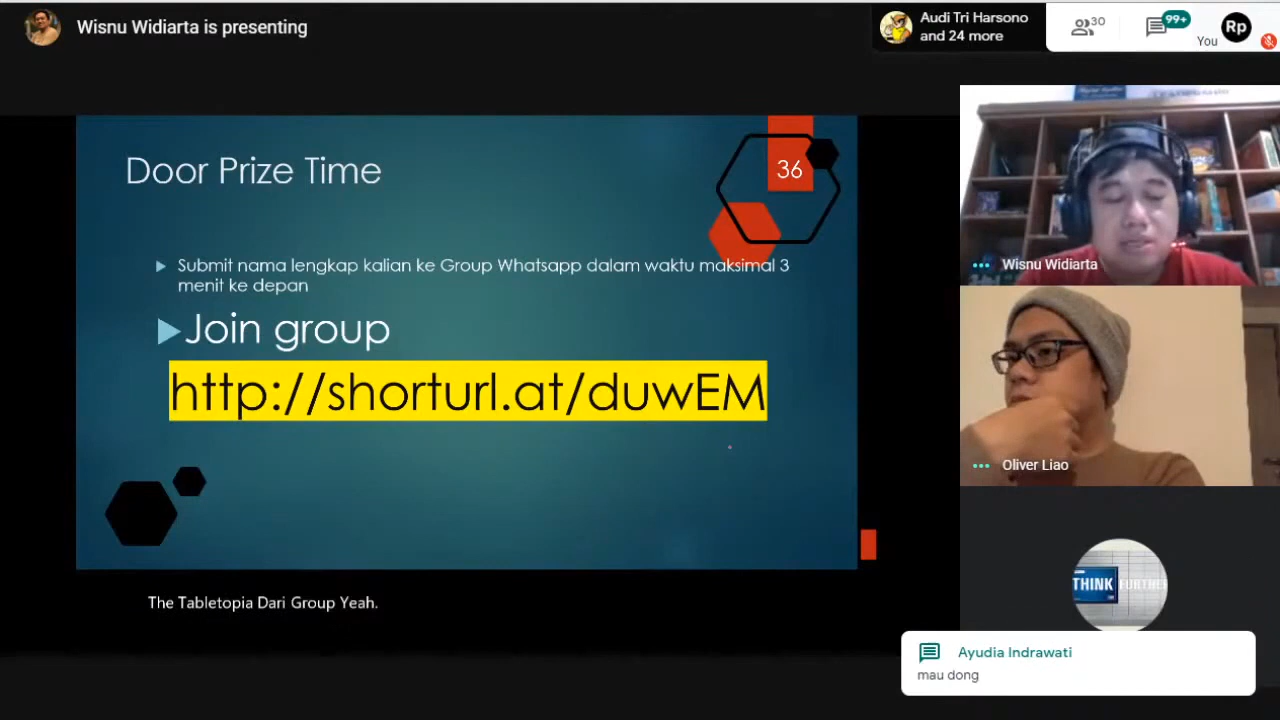 Wisnu Widiarta is presenting
Audi Tri Harsono
and 24 more
30
99+
You
Rp
Door Prize Time
36
Submit nama lengkap kalian ke Group Whatsapp dalam waktu maksimal 3
menit ke depan
Join group
http://shorturl.at/duwEM
The Tabletopia Dari Group Yeah.
Wisnu Widiarta
Oliver Liao
THINK FURTHER
Ayudia Indrawati
mau dong